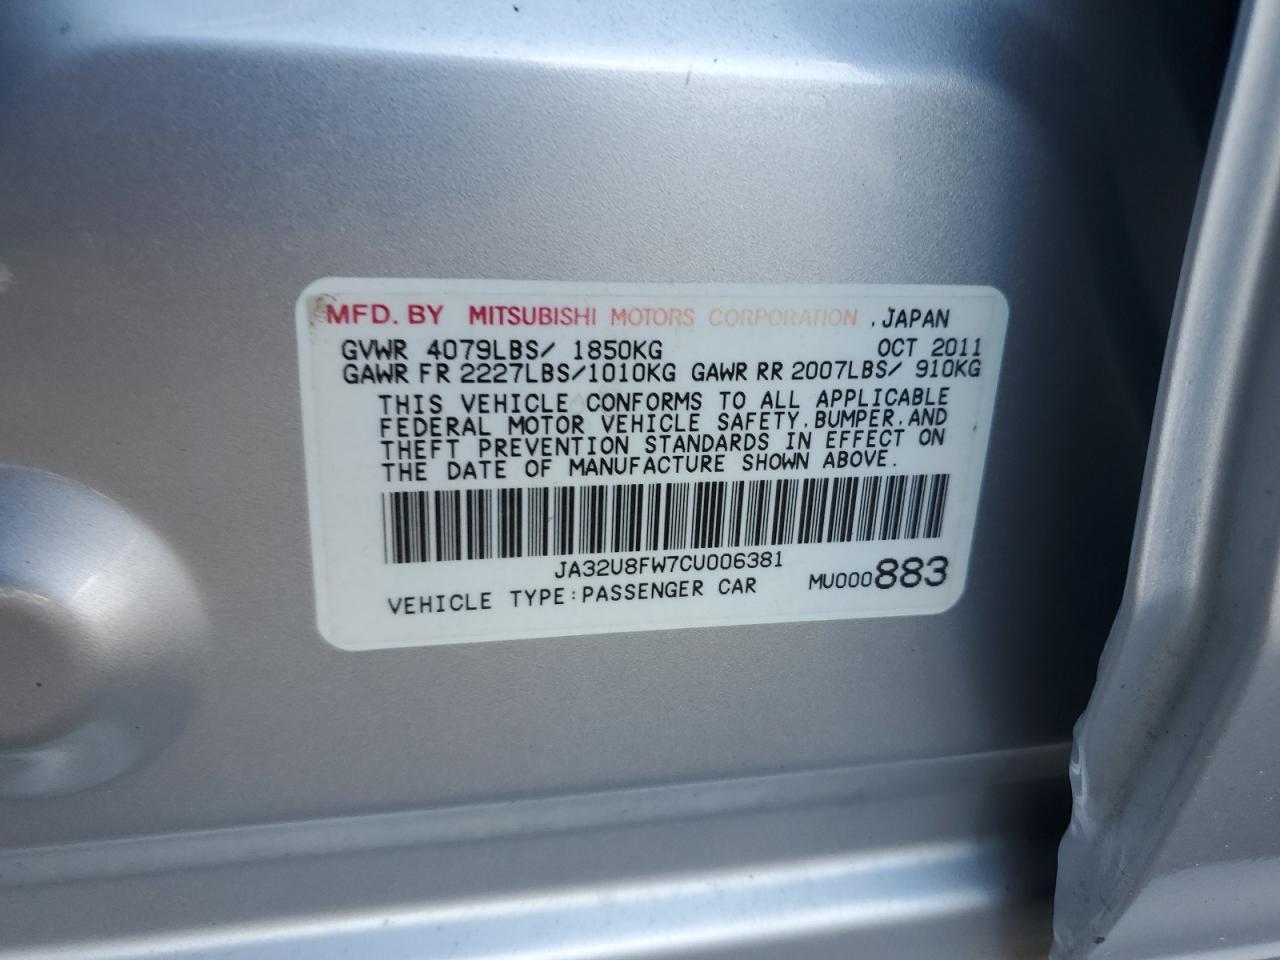 MFD. BY MITSUBISHI MOTORS CORPORATION , JAPAN
GVWR 4079LBS/ 1850KG OCT 2011
GAWR FR 2227LBS/1010KG GAWR RR 2007LBS/ 910KG
THIS VEHICLE CONFORMS TO ALL APPLICABLE
FEDERAL MOTOR VEHICLE SAFETY, BUMPER, AND
THEFT PREVENTION STANDARDS IN EFFECT ON
THE DATE OF MANUFACTURE SHOWN ABOVE.
JA32U8FW7CU006381
VEHICLE TYPE:PASSENGER CAR MU000883